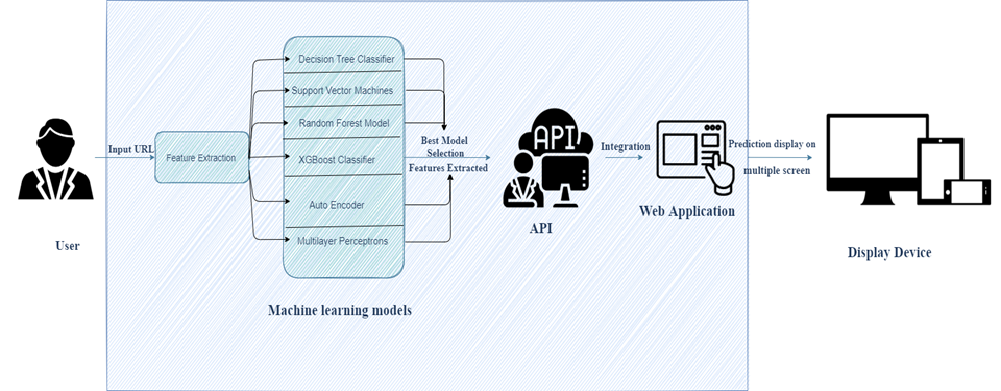 User
Input URL
Feature Extraction
Decision Tree Classifier
Support Vector Machines
Random Forest Model
XGBoost Classifier
Auto Encoder
Multilayer Perceptrons
Machine learning models
Best Model
Selection
Features Extracted
API
API
Integration
Web Application
Prediction display on
multiple screen
Display Device